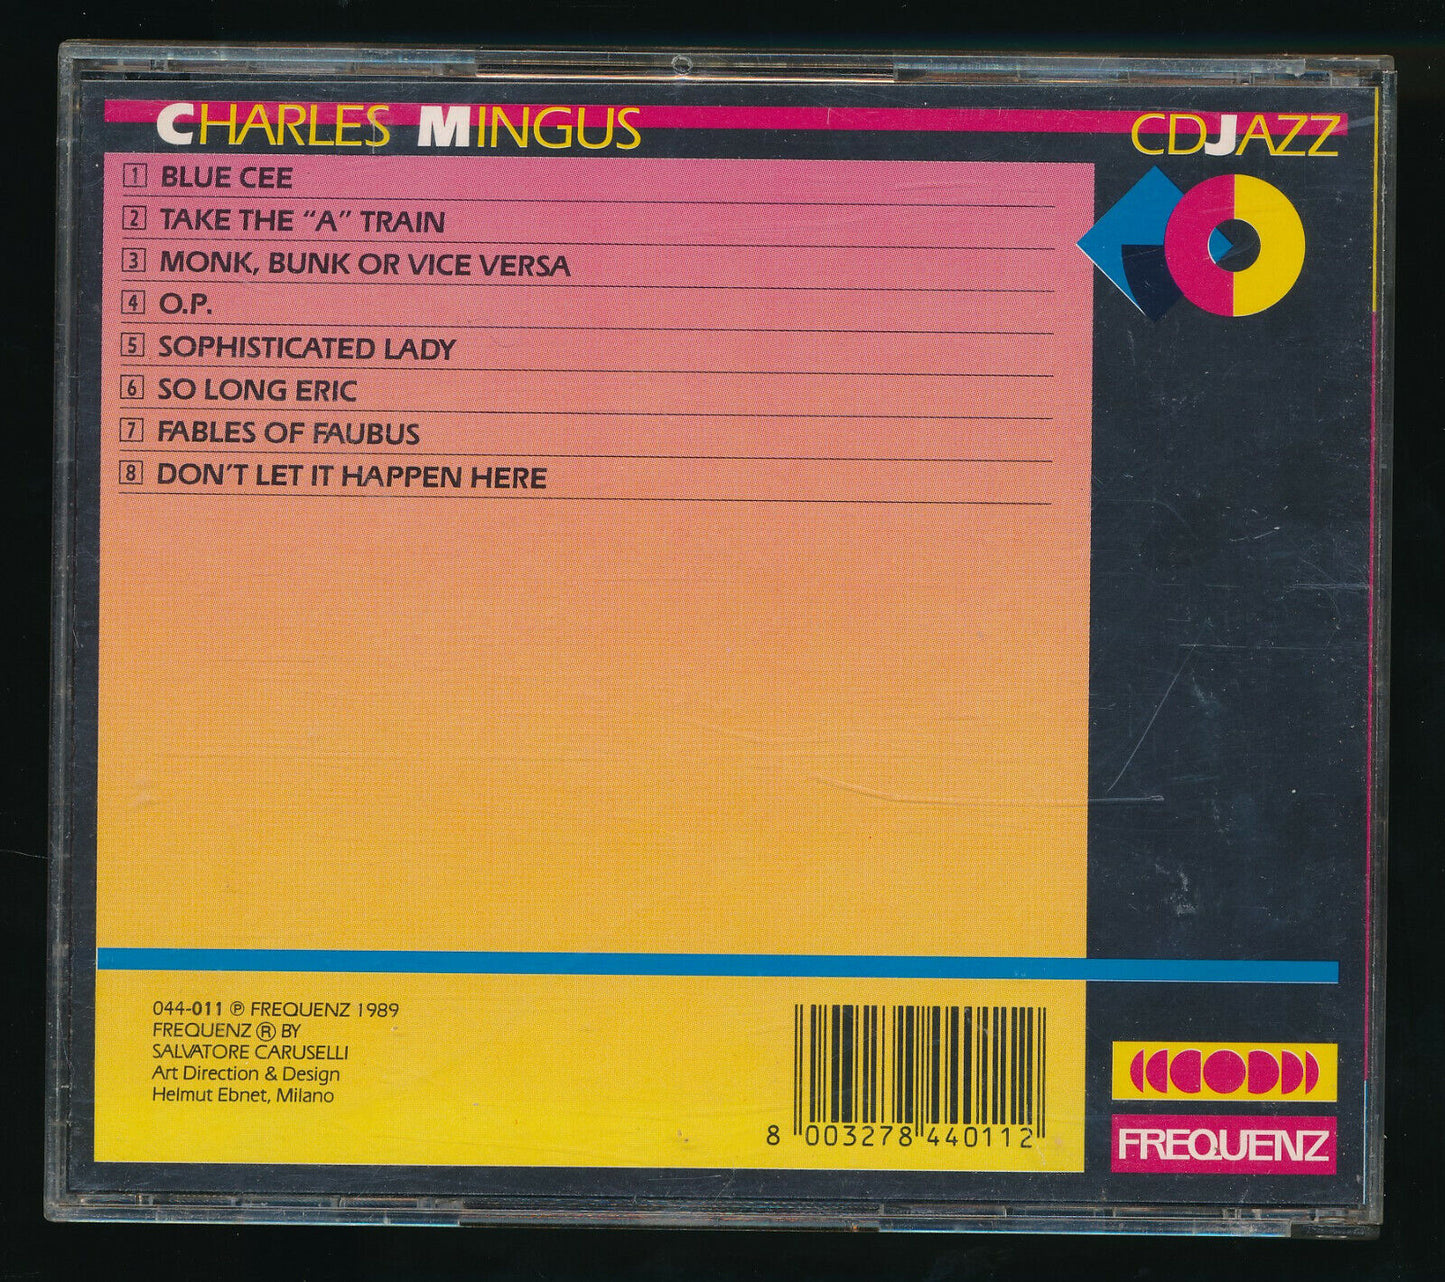 CHARLES MINGUS
CDJAZZ
1 BLUE CEE
2 TAKE THE “A” TRAIN
3 MONK, BUNK OR VICE VERSA
4 O.P.
5 SOPHISTICATED LADY
6 SO LONG ERIC
7 FABLES OF FAUBUS
8 DON'T LET IT HAPPEN HERE
044-011 ℗ FREQUENZ 1989
FREQUENZ ® BY
SALVATORE CARUSELLI
Art Direction & Design
Helmut Ebnet, Milano
8 003278 440112
FREQUENZ